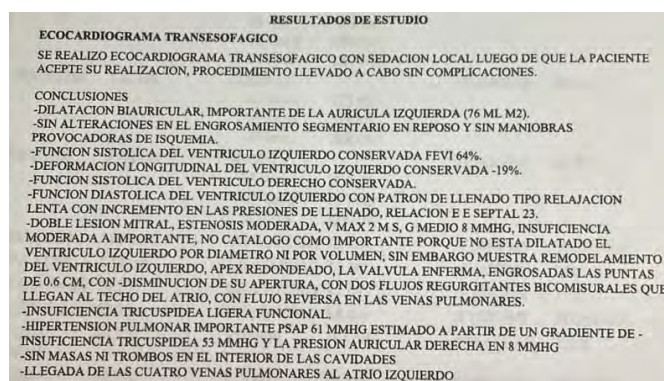 RESULTADOS DE ESTUDIO
ECOCARDIOGRAMA TRANSESOFAGICO
SE REALIZO ECOCARDIOGRAMA TRANSESOFAGICO CON SEDACION LOCAL LUEGO DE QUE LA PACIENTE
ACEPTE SU REALIZACION, PROCEDIMIENTO LLEVADO A CABO SIN COMPLICACIONES.
CONCLUSIONES
-DILATACION BIAURICULAR, IMPORTANTE DE LA AURICULA IZQUIERDA (76 ML M2).
-SIN ALTERACIONES EN EL ENGROSAMIENTO SEGMENTARIO EN REPOSO Y SIN MANIOBRAS
PROVOCADORAS DE ISQUEMIA.
-FUNCION SISTOLICA DEL VENTRICULO IZQUIERDO CONSERVADA FEVI 64%.
-DEFORMACION LONGITUDINAL DEL VENTRICULO IZQUIERDO CONSERVADA -19%.
-FUNCION SISTOLICA DEL VENTRICULO DERECHO CONSERVADA.
-FUNCION DIASTOLICA DEL VENTRICULO IZQUIERDO CON PATRON DE LLENADO TIPO RELAJACION
LENTA CON INCREMENTO EN LAS PRESIONES DE LLENADO, RELACION E E SEPTAL 23.
-DOBLE LESION MITRAL, ESTENOSIS MODERADA, V MAX 2 M S, G MEDIO 8 MMHG, INSUFICIENCIA
MODERADA A IMPORTANTE, NO CATALOGO COMO IMPORTANTE PORQUE NO ESTA DILATADO EL
VENTRICULO IZQUIERDO POR DIAMETRO NI POR VOLUMEN, SIN EMBARGO MUESTRA REMODELAMIENTO
DEL VENTRICULO IZQUIERDO, APEX REDONDEADO, LA VALVULA ENFERMA, ENGROSADAS LAS PUNTAS
DE 0.6 CM, CON -DISMINUCION DE SU APERTURA, CON DOS FLUJOS REGURGITANTES BICOMISURALES QUE
LLEGAN AL TECHO DEL ATRIO, CON FLUJO REVERSA EN LAS VENAS PULMONARES.
-INSUFICIENCIA TRICUSPIDEA LIGERA FUNCIONAL.
-HIPERTENSION PULMONAR IMPORTANTE PSAP 61 MMHG ESTIMADO A PARTIR DE UN GRADIENTE DE -
INSUFICIENCIA TRICUSPIDEA 53 MMHG Y LA PRESION AURICULAR DERECHA EN 8 MMHG
-SIN MASAS NI TROMBOS EN EL INTERIOR DE LAS CAVIDADES
-LLEGADA DE LAS CUATRO VENAS PULMONARES AL ATRIO IZQUIERDO